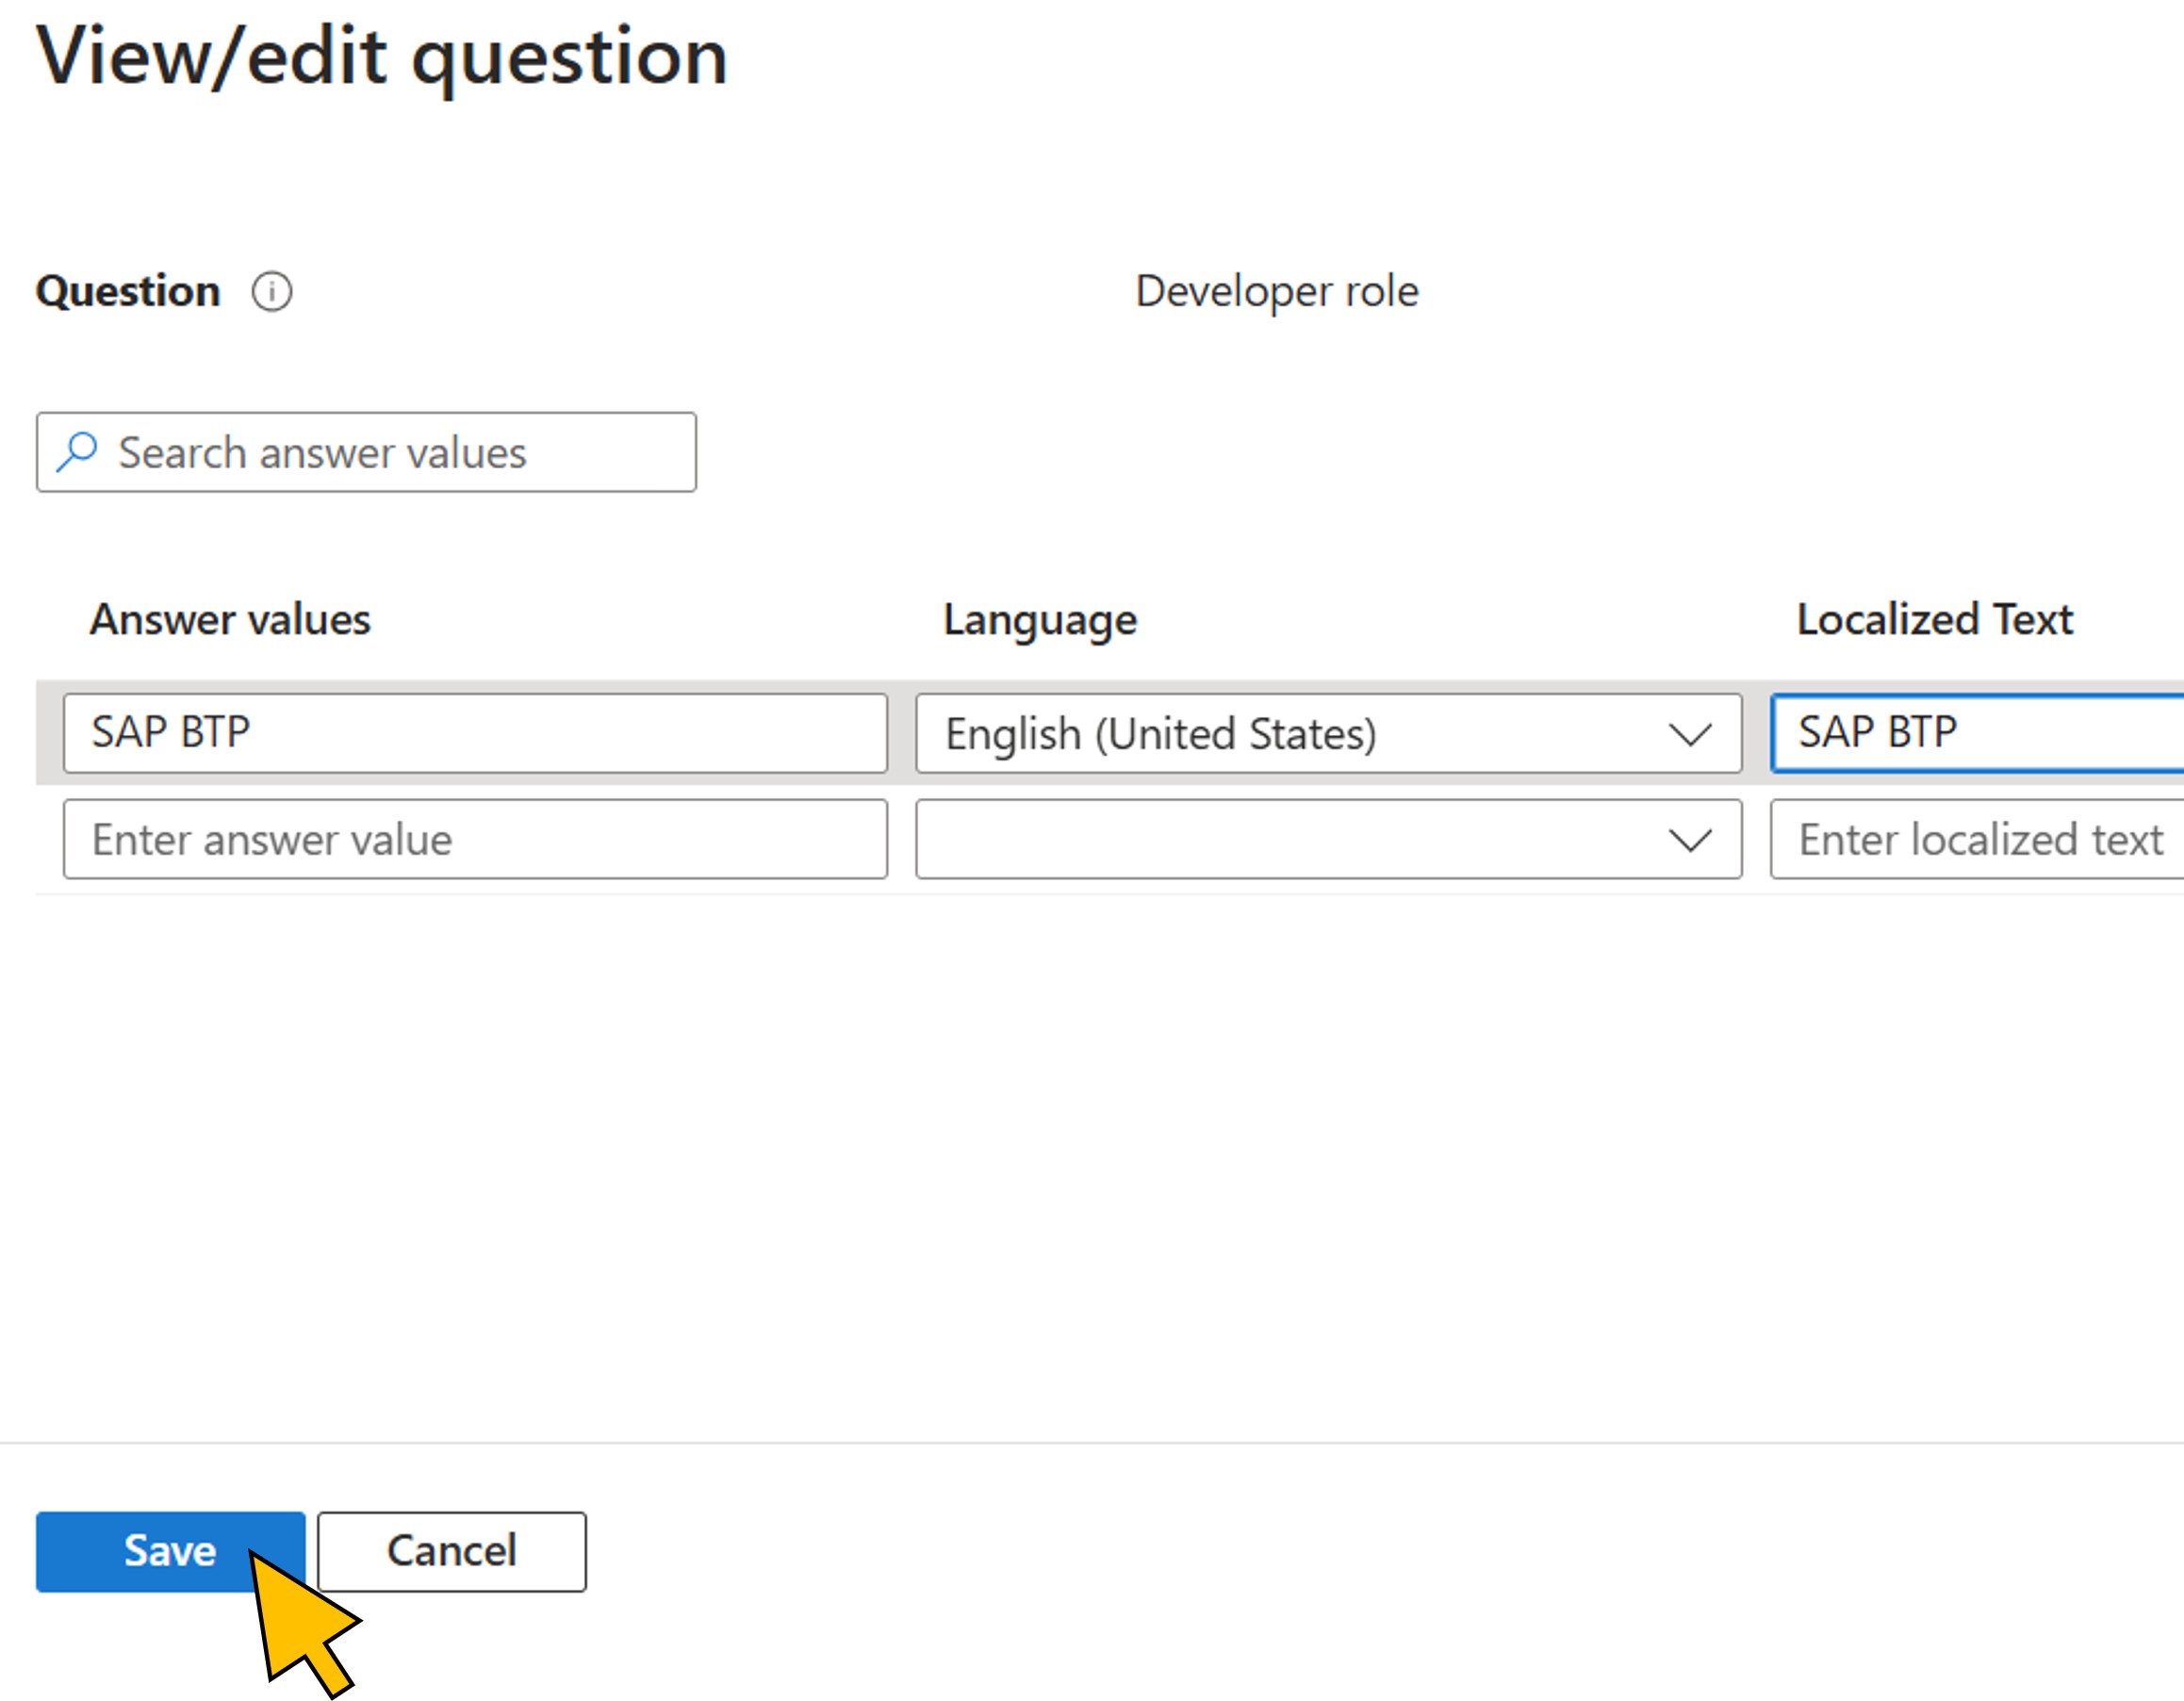 View/edit question
Question Developer role
Search answer values
Answer values Language Localized Text
SAP BTP English (United States) SAP BTP
Enter answer value Enter localized text
Save Cancel